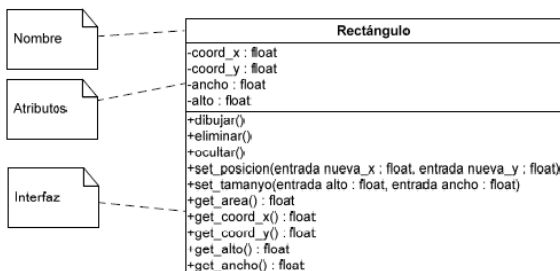 Nombre
Atributos
Interfaz
Rectángulo
-coord_x : float
-coord_y : float
-ancho : float
-alto : float
+dibujar()
+eliminar()
+ocultar()
+set_posicion(entrada nueva_x : float, entrada nueva_y : float)
+set_tamanyo(entrada alto : float, entrada ancho : float)
+get_area() : float
+get_coord_x() : float
+get_coord_y() : float
+get_alto() : float
+get_ancho() : float